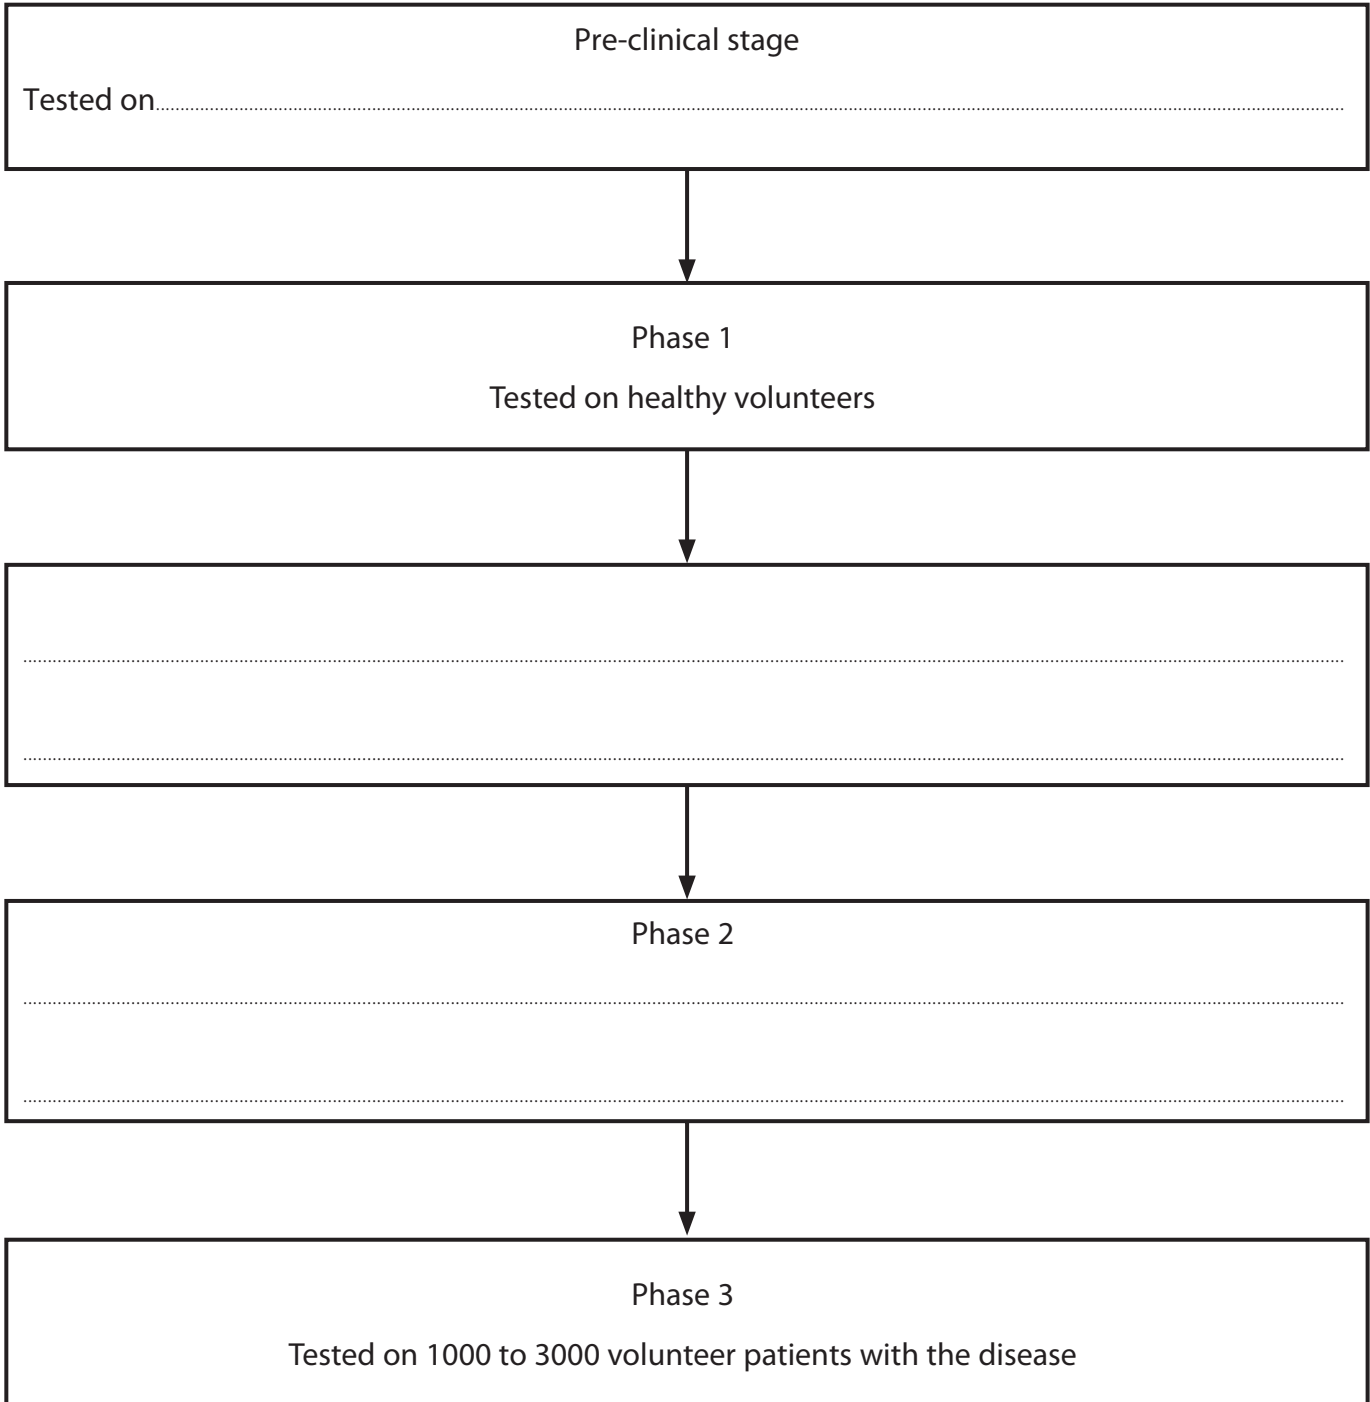 Pre-clinical stage
Tested on
Phase 1
Tested on healthy volunteers
Phase 2
Phase 3
Tested on 1000 to 3000 volunteer patients with the disease